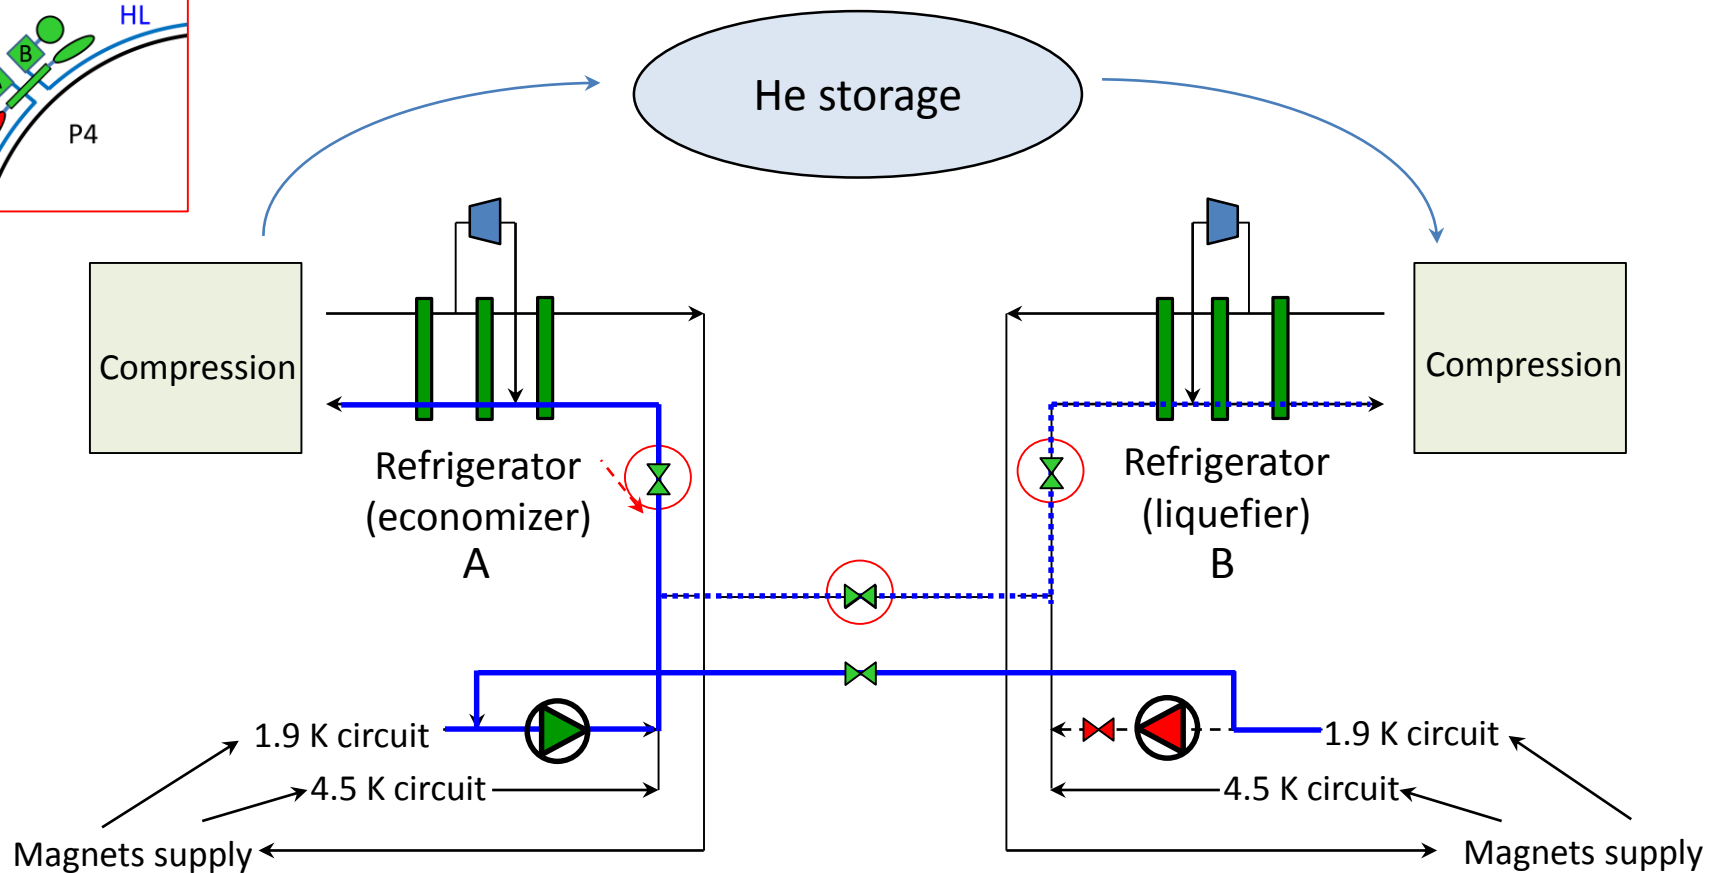 HL
B
P4
He storage
Compression
Compression
Refrigerator
(economizer)
A
Refrigerator
(liquefier)
B
1.9 K circuit
1.9 K circuit
4.5 K circuit
4.5 K circuit
Magnets supply
Magnets supply